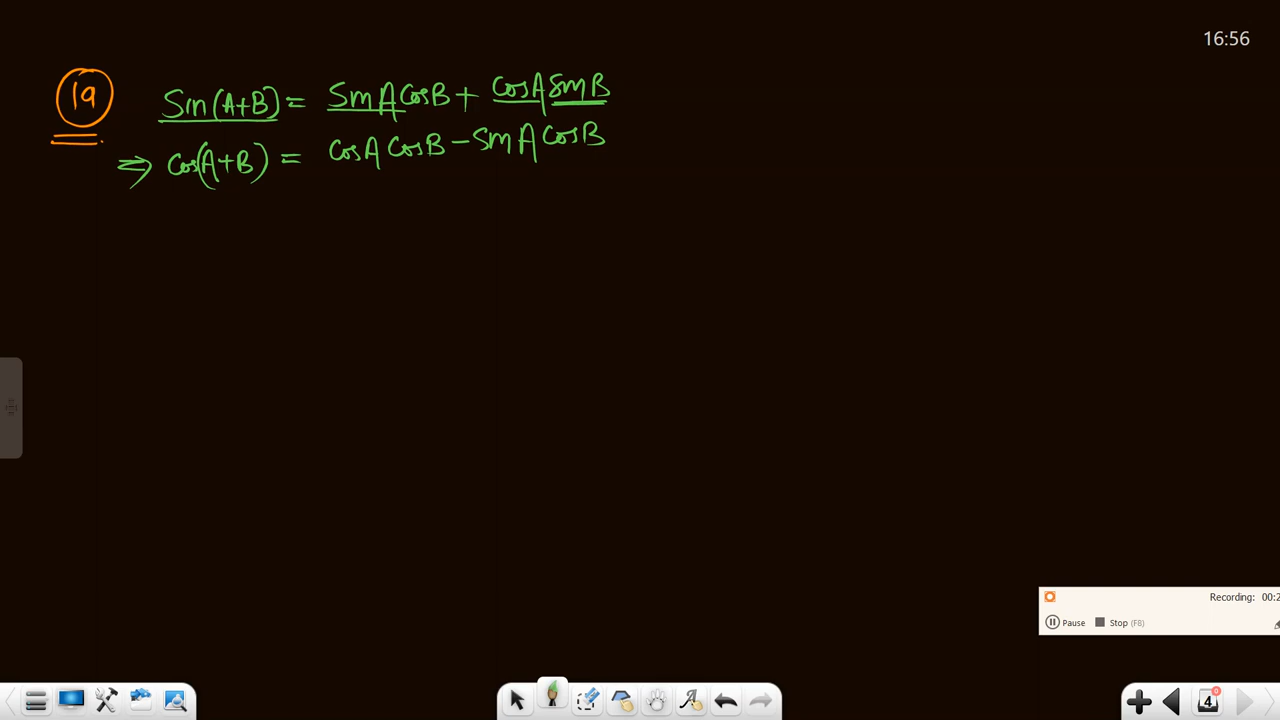 16:56
19 Sin(A+B) = SinA CosB + CosA SinB
⇒ Cos(A+B) = CosA CosB - SinA CosB
Recording: 00:2
Pause Stop (F8)
4 0